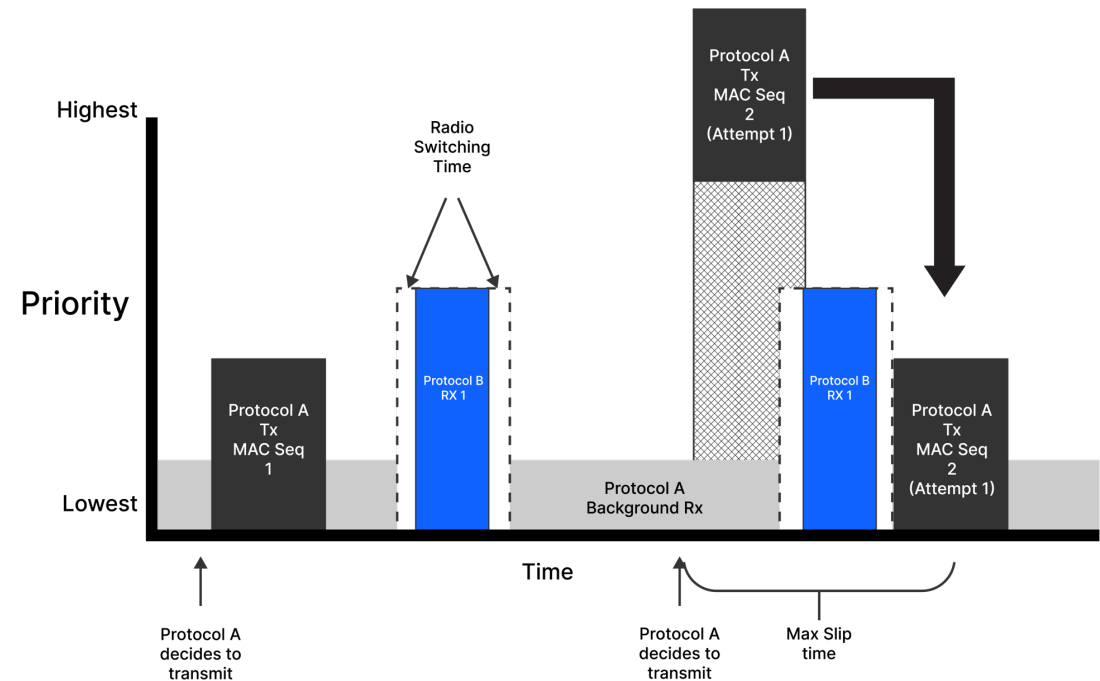 Protocol A
Tx
MAC Seq
2
(Attempt 1)
Highest
Radio
Switching
Time
Priority
Protocol B
RX 1
Protocol B
RX 1
Protocol A
Tx
MAC Seq
1
Protocol A
Tx
MAC Seq
2
(Attempt 1)
Lowest
Protocol A
Background Rx
Time
Protocol A
decides to
transmit
Protocol A
decides to
transmit
Max Slip
time